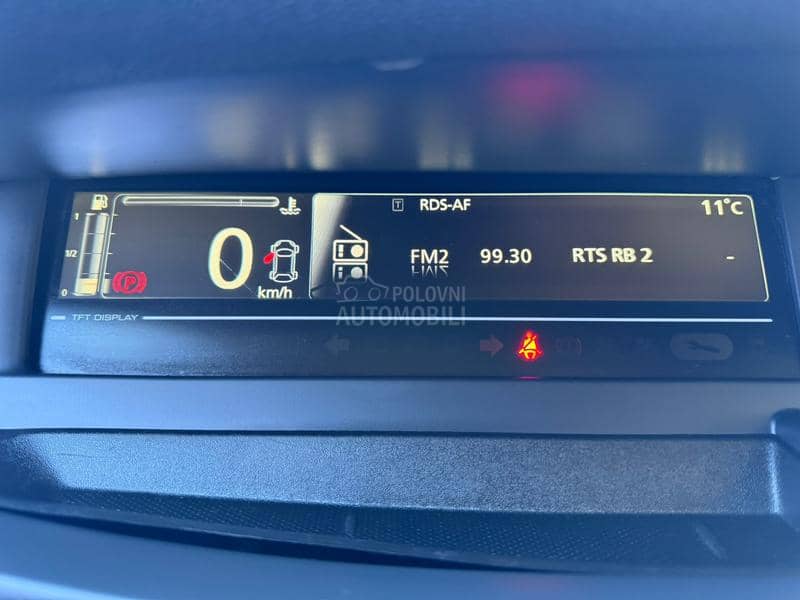 T RDS-AF 11°C
1
1/2
0
P
0 km/h
FM2 99.30 RTS RB 2 -
POLOVNI
AUTOMOBILI
TFT DISPLAY